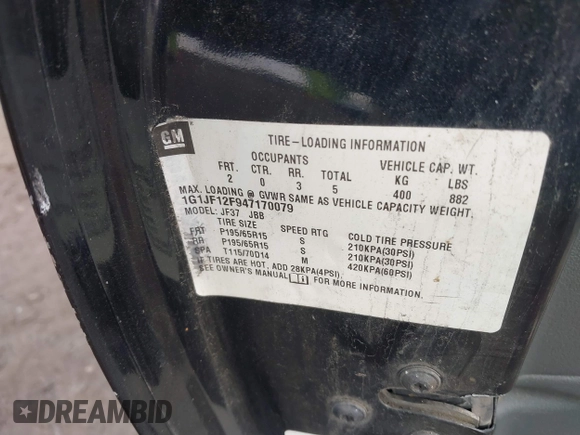 GM
TIRE-LOADING INFORMATION
OCCUPANTS VEHICLE CAP. WT.
FRT. CTR. RR. TOTAL KG LBS
2 0 3 5 400 882
MAX. LOADING @ GVWR SAME AS VEHICLE CAPACITY WEIGHT.
1G1JF12F947170079
MODEL: JF37 JBB
TIRE SIZE SPEED RTG COLD TIRE PRESSURE
FRT P195/65R15 S 210KPA(30PSI)
RR P195/65R15 S 210KPA(30PSI)
SPA T115/70D14 M 420KPA(60PSI)
IF TIRES ARE HOT, ADD 28KPA(4PSI).
SEE OWNER'S MANUAL FOR MORE INFORMATION.
DREAMBID